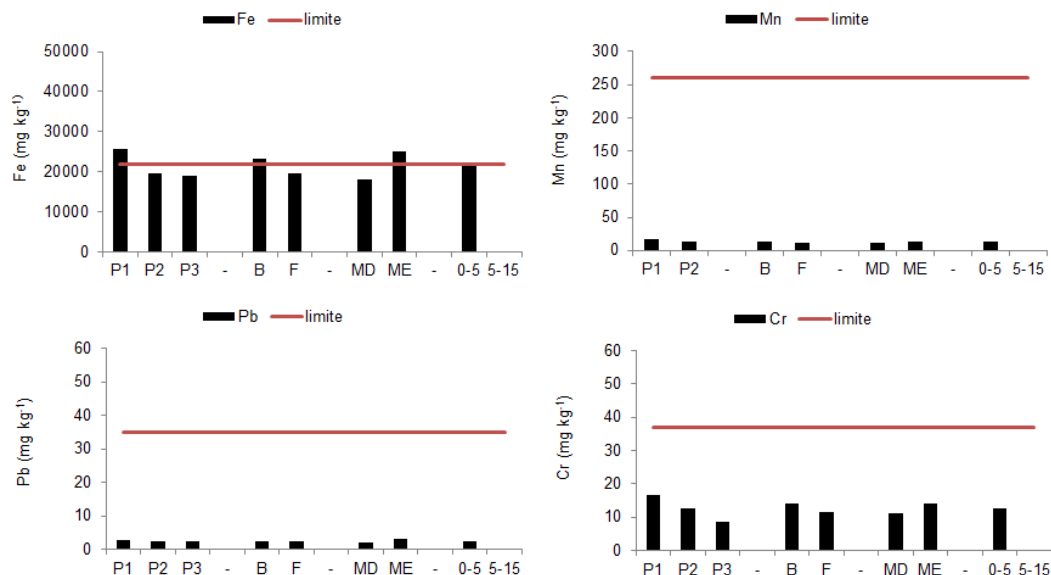 Fe limite
50000
40000
30000
20000
10000
0
Fe (mg kg⁻¹)
P1 P2 P3 - B F - MD ME - 0-5 5-15
Mn limite
300
250
200
150
100
50
0
Mn (mg kg⁻¹)
P1 P2 - B F - MD ME - 0-5 5-15
Pb limite
60
50
40
30
20
10
0
Pb (mg kg⁻¹)
P1 P2 P3 - B F - MD ME - 0-5 5-15
Cr limite
60
50
40
30
20
10
0
Cr (mg kg⁻¹)
P1 P2 P3 - B F - MD ME - 0-5 5-15